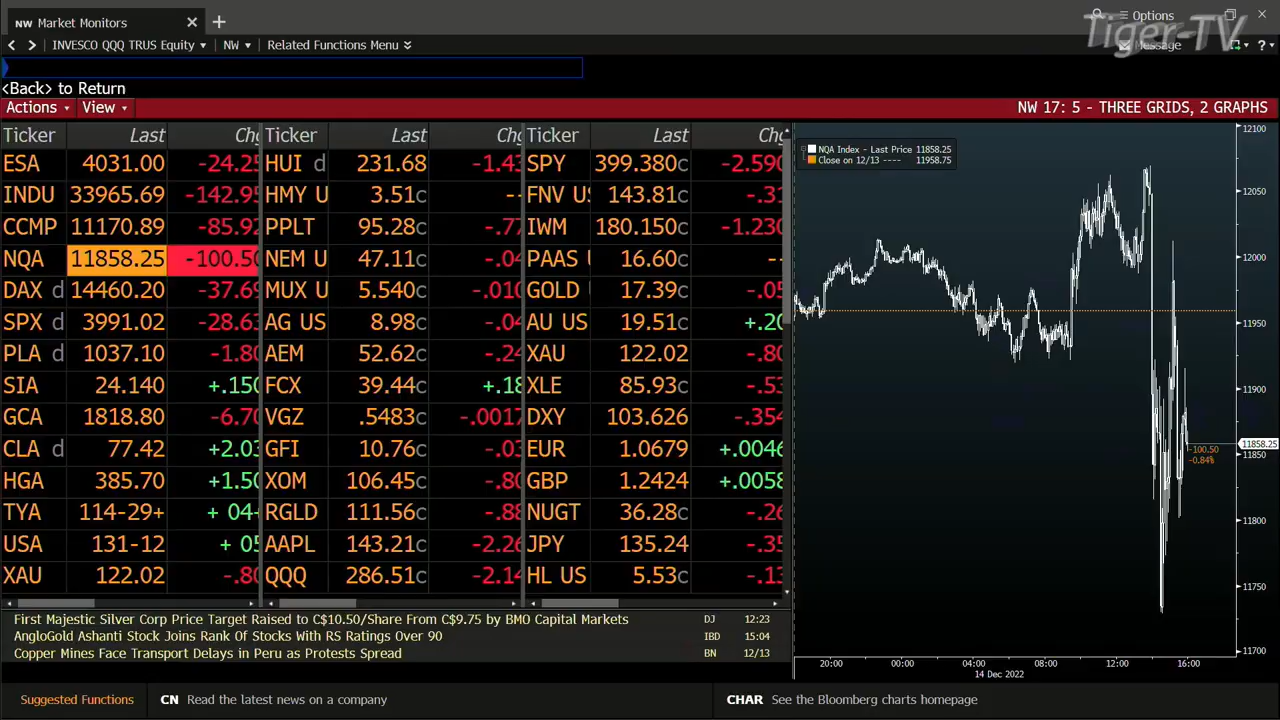 NW Market Monitors × +
Options
Tiger-TV
< > INVESCO QQQ TRUS Equity NW Related Functions Menu Message ?
<Back> to Return
Actions View NW 17: 5 - THREE GRIDS, 2 GRAPHS
Ticker Last Chg Ticker Last Chg Ticker Last Chg
ESA 4031.00 -24.25 HUI d 231.68 -1.43 SPY 399.380c -2.590
INDU 33965.69 -142.95 HMY U 3.51c -- FNV US 143.81c -.31
CCMP 11170.89 -85.92 PPLT 95.28c -.77 IWM 180.150c -1.230
NQA 11858.25 -100.50 NEM U 47.11c -.04 PAAS U 16.60c --
DAX d 14460.20 -37.69 MUX U 5.540c -.010 GOLD 17.39c -.05
SPX d 3991.02 -28.63 AG US 8.98c -.04 AU US 19.51c +.20
PLA d 1037.10 -1.80 AEM 52.62c -.24 XAU 122.02 -.80
SIA 24.140 +.150 FCX 39.44c +.18 XLE 85.93c -.53
GCA 1818.80 -6.70 VGZ .5483c -.0017 DXY 103.626 -.354
CLA d 77.42 +2.03 GFI 10.76c -.03 EUR 1.0679 +.0046
HGA 385.70 +1.50 XOM 106.45c -.80 GBP 1.2424 +.0058
TYA 114-29+ + 04+ RGLD 111.56c -.88 NUGT 36.28c -.26
USA 131-12 + 05 AAPL 143.21c -2.26 JPY 135.24 -.35
XAU 122.02 -.80 QQQ 286.51c -2.14 HL US 5.53c -.13
First Majestic Silver Corp Price Target Raised to C$10.50/Share From C$9.75 by BMO Capital Markets DJ 12:23
AngloGold Ashanti Stock Joins Rank Of Stocks With RS Ratings Over 90 IBD 15:04
Copper Mines Face Transport Delays in Peru as Protests Spread BN 12/13
NQA Index - Last Price 11858.25
Close on 12/13 ---- 11958.75
12100
12050
12000
11950
11900
11858.25
11850
11800
11750
11700
-100.50
-0.84%
20:00 00:00 04:00 08:00 12:00 16:00
14 Dec 2022
Suggested Functions CN Read the latest news on a company CHAR See the Bloomberg charts homepage